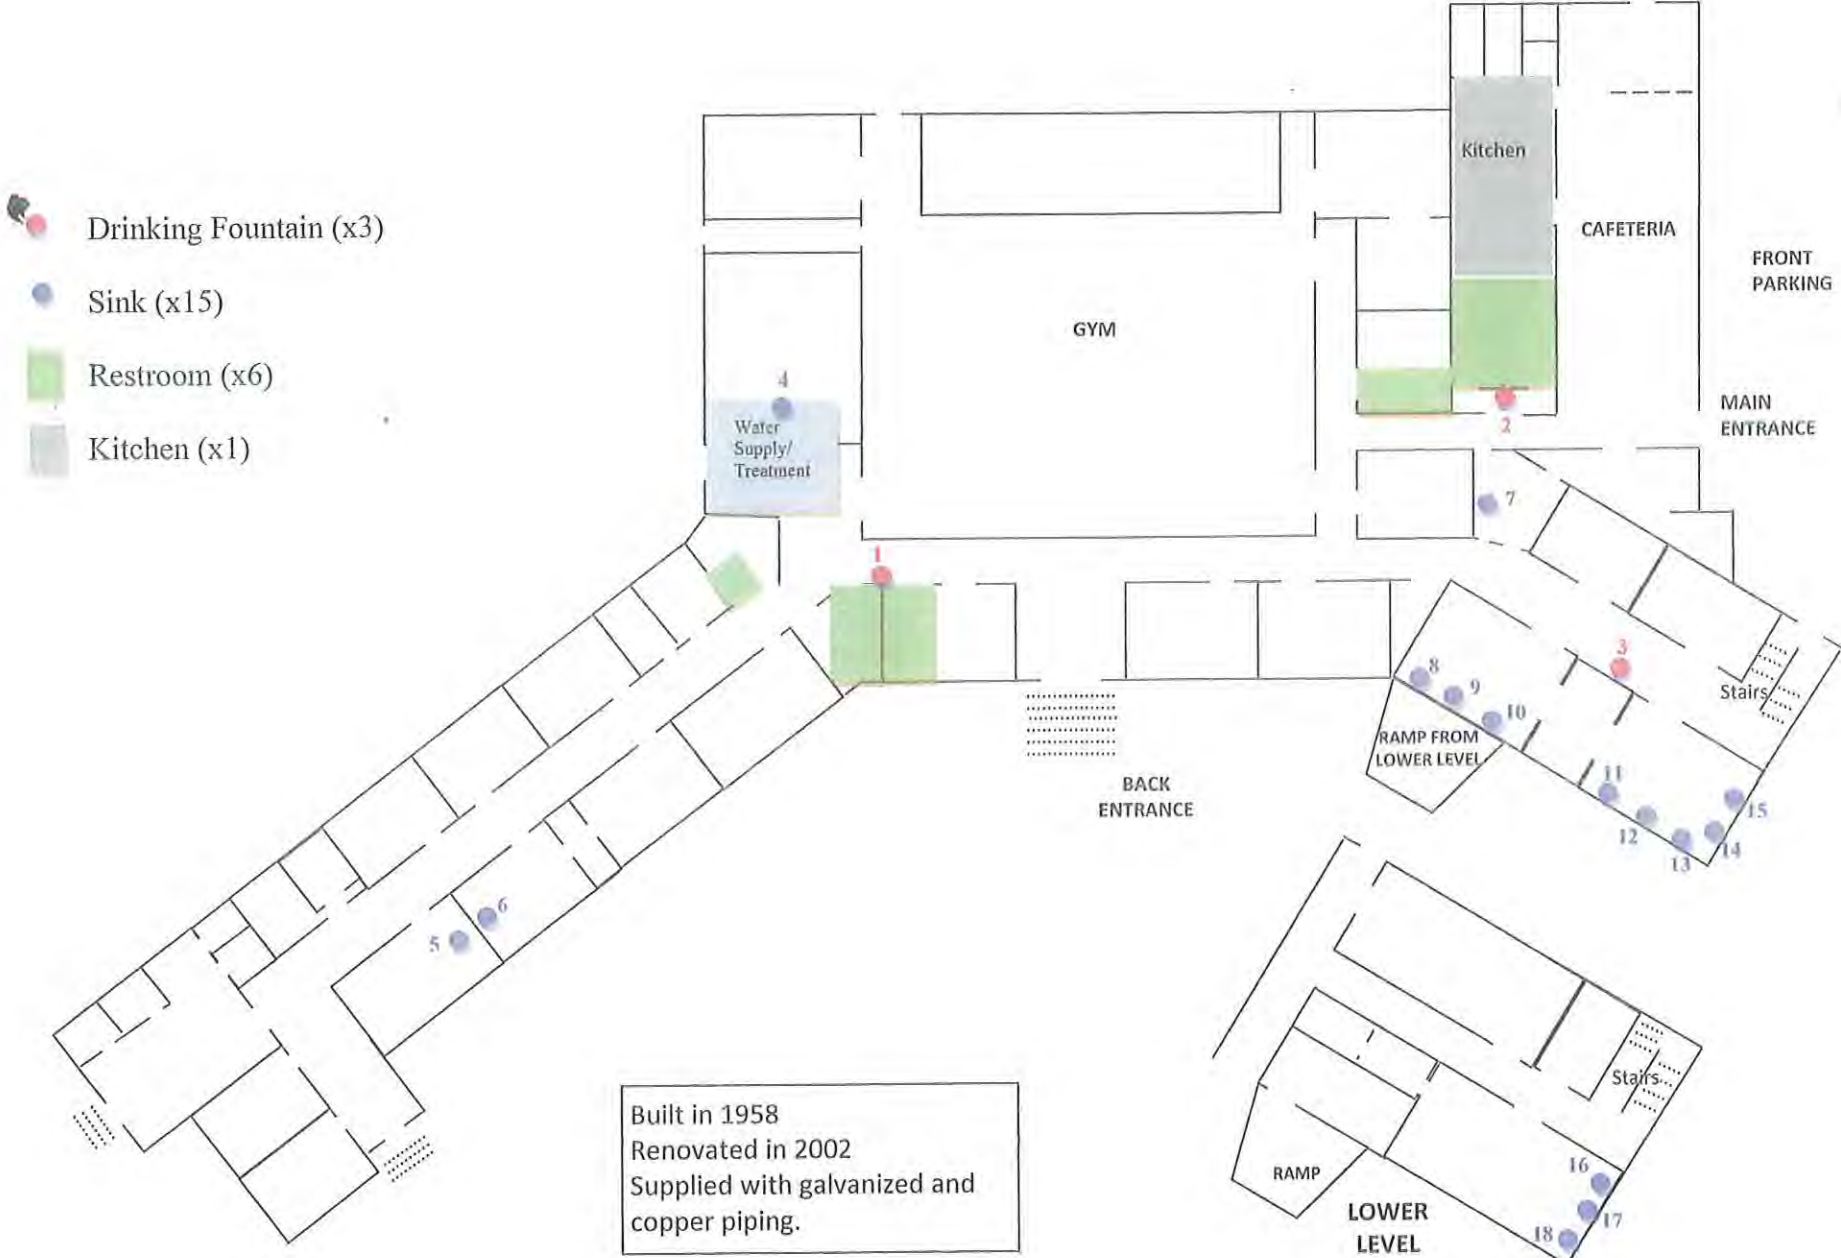 Drinking Fountain (x3)
Sink (x15)
Restroom (x6)
Kitchen (x1)
Kitchen
CAFETERIA
FRONT
PARKING
GYM
4
Water
Supply/
Treatment
2
MAIN
ENTRANCE
7
1
3
Stairs
8
9
10
RAMP FROM
LOWER LEVEL
11
12
13
14
15
BACK
ENTRANCE
5
6
Built in 1958
Renovated in 2002
Supplied with galvanized and
copper piping.
Stairs
RAMP
16
17
18
LOWER
LEVEL